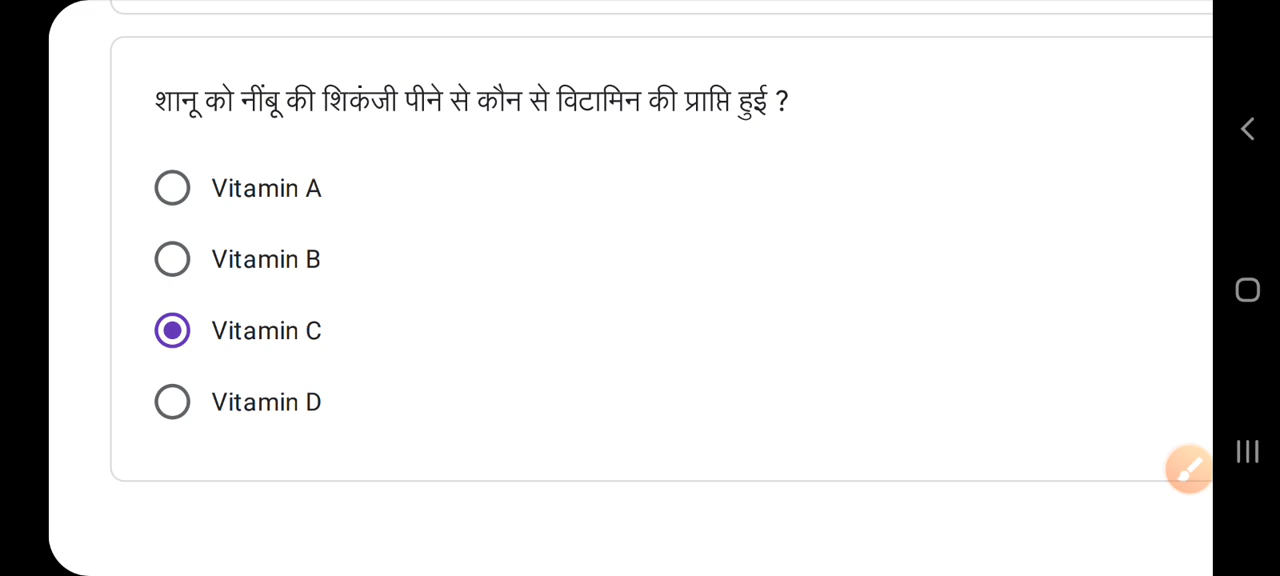 शानू को नींबू की शिकंजी पीने से कौन से विटामिन की प्राप्ति हुई ?
Vitamin A
Vitamin B
Vitamin C
Vitamin D